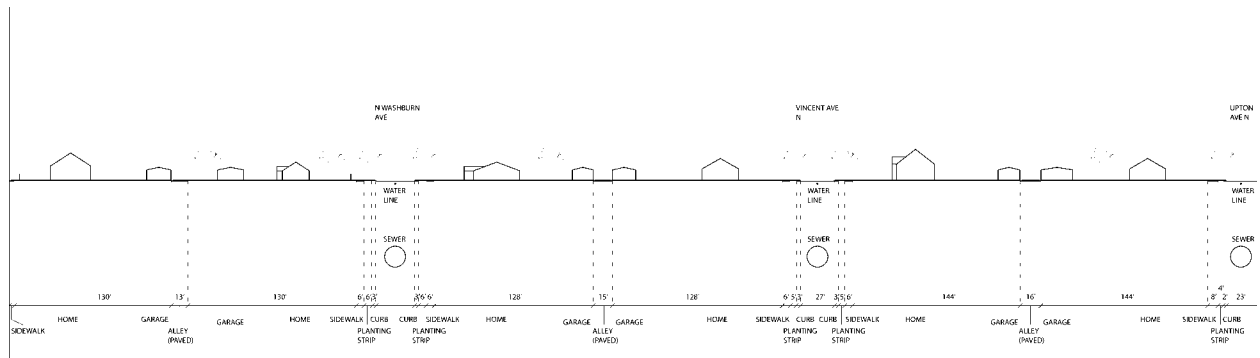 N WASHBURN
AVE
VINCENT AVE
N
UPTON
AVE N
WATER
LINE
WATER
LINE
WATER
LINE
SEWER
SEWER
SEWER
130' 13' 130' 6' 6' 3' 3' 6' 6' 128' 15' 128' 6' 5' 3' 27' 3' 5' 6' 144' 16' 144' 8' 4' 2' 23'
SIDEWALK
HOME
GARAGE
ALLEY
(PAVED)
GARAGE
HOME
SIDEWALK
PLANTING
STRIP
CURB
CURB
PLANTING
STRIP
SIDEWALK
HOME
GARAGE
ALLEY
(PAVED)
GARAGE
HOME
SIDEWALK
PLANTING
STRIP
CURB
CURB
PLANTING
STRIP
SIDEWALK
HOME
GARAGE
ALLEY
(PAVED)
GARAGE
HOME
SIDEWALK
PLANTING
STRIP
CURB